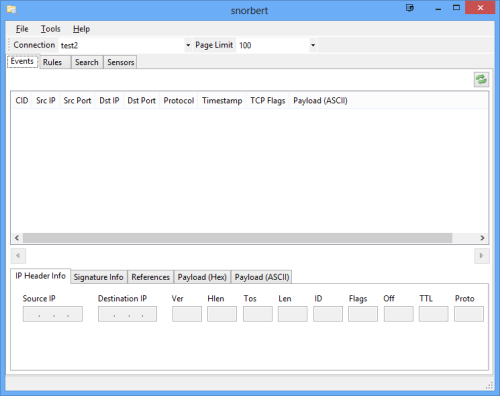 snorbert
File Tools Help
Connection test2 Page Limit 100
Events Rules Search Sensors
CID Src IP Src Port Dst IP Dst Port Protocol Timestamp TCP Flags Payload (ASCII)
IP Header Info Signature Info References Payload (Hex) Payload (ASCII)
Source IP Destination IP Ver Hlen Tos Len ID Flags Off TTL Proto
. . . . . .